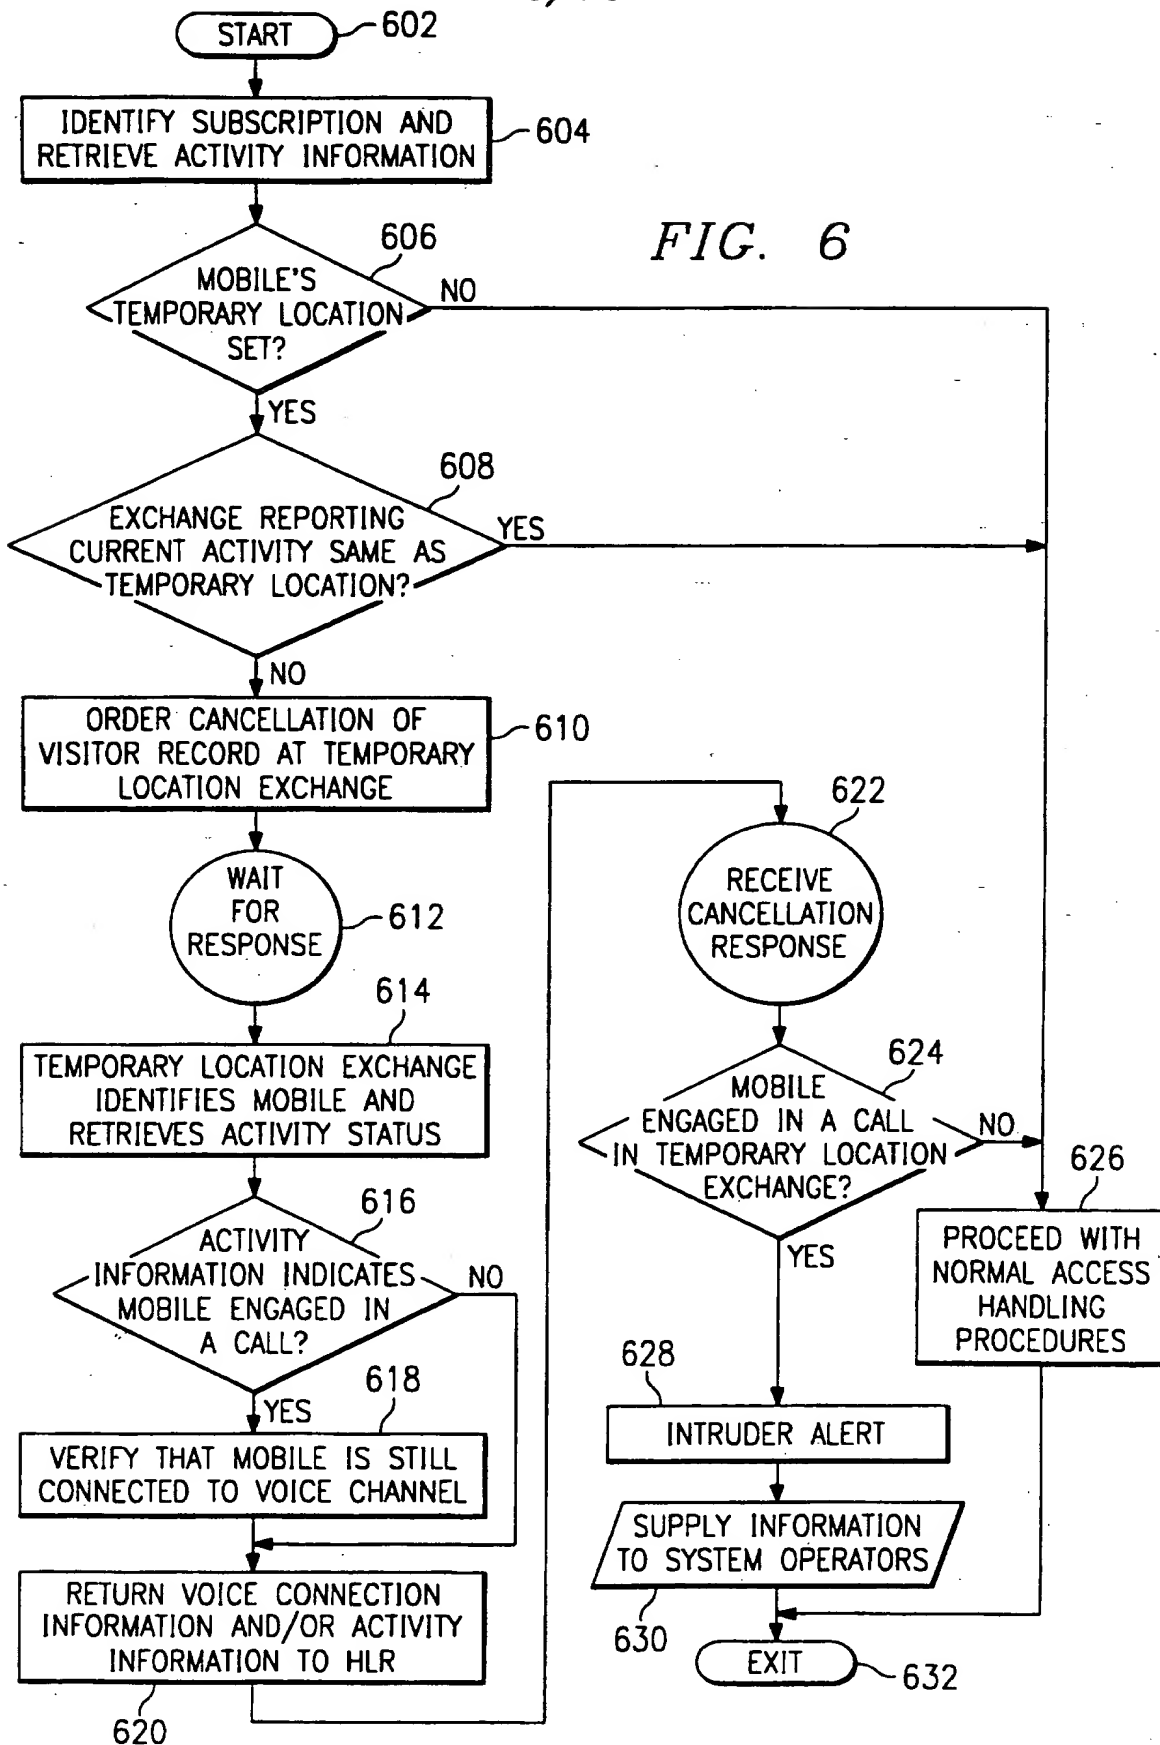 START
602
IDENTIFY SUBSCRIPTION AND
RETRIEVE ACTIVITY INFORMATION
604
FIG. 6
606
MOBILE'S
TEMPORARY LOCATION
SET?
NO
YES
608
EXCHANGE REPORTING
CURRENT ACTIVITY SAME AS
TEMPORARY LOCATION?
YES
NO
ORDER CANCELLATION OF
VISITOR RECORD AT TEMPORARY
LOCATION EXCHANGE
610
WAIT
FOR
RESPONSE
612
614
TEMPORARY LOCATION EXCHANGE
IDENTIFIES MOBILE AND
RETRIEVES ACTIVITY STATUS
616
ACTIVITY
INFORMATION INDICATES
MOBILE ENGAGED IN
A CALL?
NO
YES
618
VERIFY THAT MOBILE IS STILL
CONNECTED TO VOICE CHANNEL
RETURN VOICE CONNECTION
INFORMATION AND/OR ACTIVITY
INFORMATION TO HLR
620
622
RECEIVE
CANCELLATION
RESPONSE
624
MOBILE
ENGAGED IN A CALL
IN TEMPORARY LOCATION
EXCHANGE?
NO
YES
626
PROCEED WITH
NORMAL ACCESS
HANDLING
PROCEDURES
628
INTRUDER ALERT
SUPPLY INFORMATION
TO SYSTEM OPERATORS
630
EXIT
632